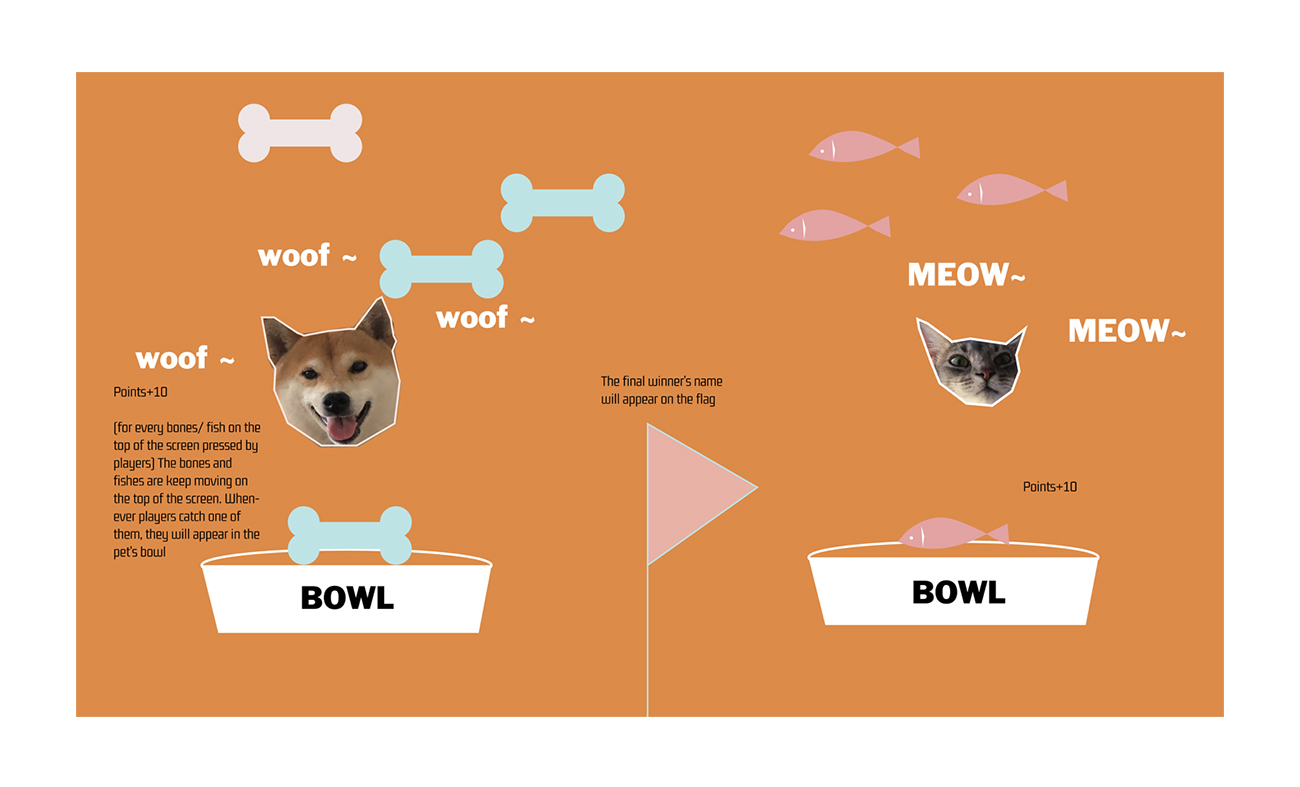 woof ~
woof ~
woof ~
Points+10
(for every bones/ fish on the
top of the screen pressed by
players) The bones and
fishes are keep moving on
the top of the screen. When-
ever players catch one of
them, they will appear in the
pet's bowl
BOWL
The final winner's name
will appear on the flag
MEOW~
MEOW~
Points+10
BOWL